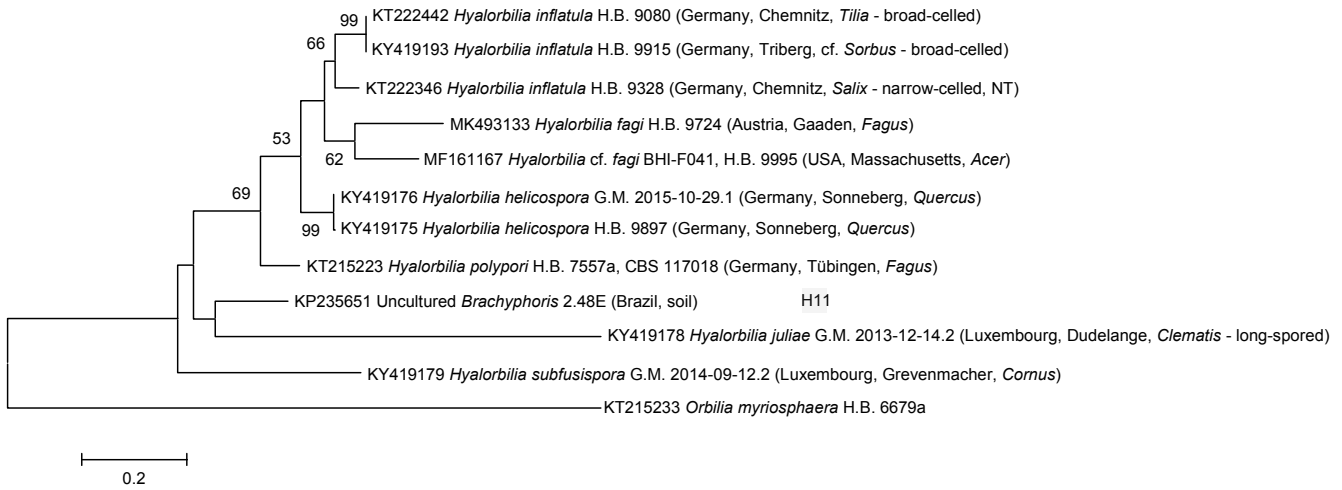 99
KT222442 Hyalorbilia inflatula H.B. 9080 (Germany, Chemnitz, Tilia - broad-celled)
66
KY419193 Hyalorbilia inflatula H.B. 9915 (Germany, Triberg, cf. Sorbus - broad-celled)
KT222346 Hyalorbilia inflatula H.B. 9328 (Germany, Chemnitz, Salix - narrow-celled, NT)
MK493133 Hyalorbilia fagi H.B. 9724 (Austria, Gaaden, Fagus)
53
62
MF161167 Hyalorbilia cf. fagi BHI-F041, H.B. 9995 (USA, Massachusetts, Acer)
69
KY419176 Hyalorbilia helicospora G.M. 2015-10-29.1 (Germany, Sonneberg, Quercus)
99
KY419175 Hyalorbilia helicospora H.B. 9897 (Germany, Sonneberg, Quercus)
KT215223 Hyalorbilia polypori H.B. 7557a, CBS 117018 (Germany, Tübingen, Fagus)
KP235651 Uncultured Brachyphoris 2.48E (Brazil, soil) H11
KY419178 Hyalorbilia juliae G.M. 2013-12-14.2 (Luxembourg, Dudelange, Clematis - long-spored)
KY419179 Hyalorbilia subfusispora G.M. 2014-09-12.2 (Luxembourg, Grevenmacher, Cornus)
KT215233 Orbilia myriosphaera H.B. 6679a
0.2